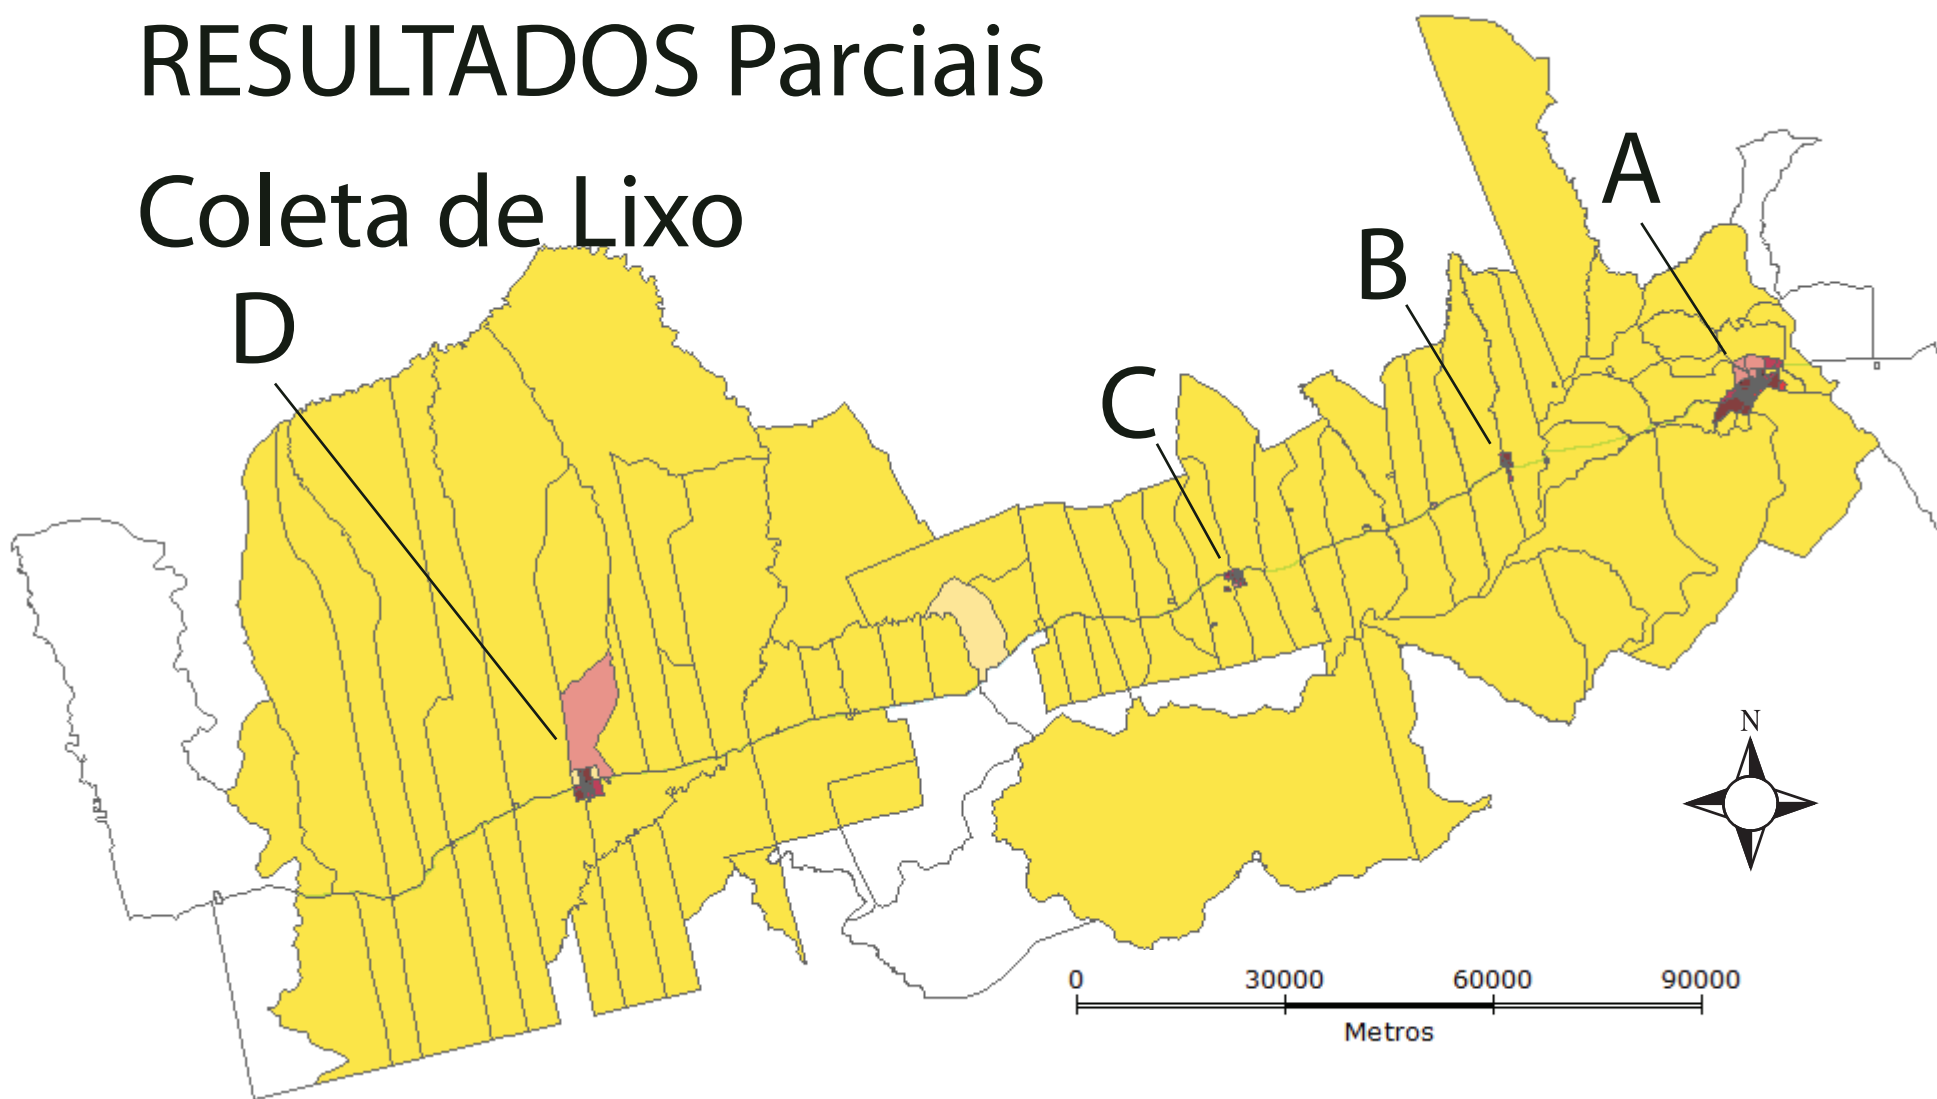 RESULTADOS Parciais
Coleta de Lixo
A
B
C
D
N
0 30000 60000 90000
Metros